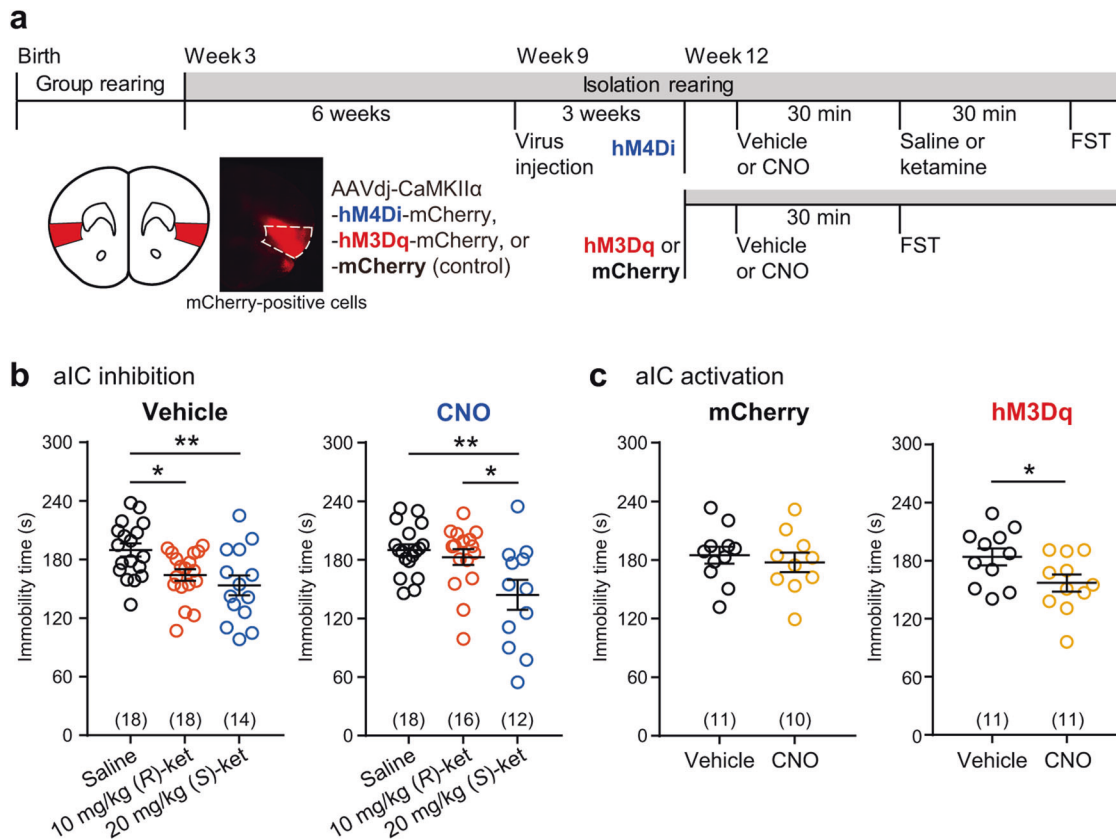 a
Birth
Week 3
Week 9
Week 12
Group rearing
Isolation rearing
6 weeks
3 weeks
30 min
30 min
Virus
injection
hM4Di
Vehicle
or CNO
Saline or
ketamine
FST
AAVdj-CaMKIIα
-hM4Di-mCherry,
-hM3Dq-mCherry, or
-mCherry (control)
mCherry-positive cells
30 min
hM3Dq or
mCherry
Vehicle
or CNO
FST
b aIC inhibition
Vehicle
**
*
Immobility time (s)
300
240
180
120
60
0
(18) (18) (14)
Saline
10 mg/kg (R)-ket
20 mg/kg (S)-ket
CNO
**
*
Immobility time (s)
300
240
180
120
60
0
(18) (16) (12)
Saline
10 mg/kg (R)-ket
20 mg/kg (S)-ket
c aIC activation
mCherry
Immobility time (s)
300
240
180
120
60
0
(11) (10)
Vehicle CNO
hM3Dq
*
Immobility time (s)
300
240
180
120
60
0
(11) (11)
Vehicle CNO